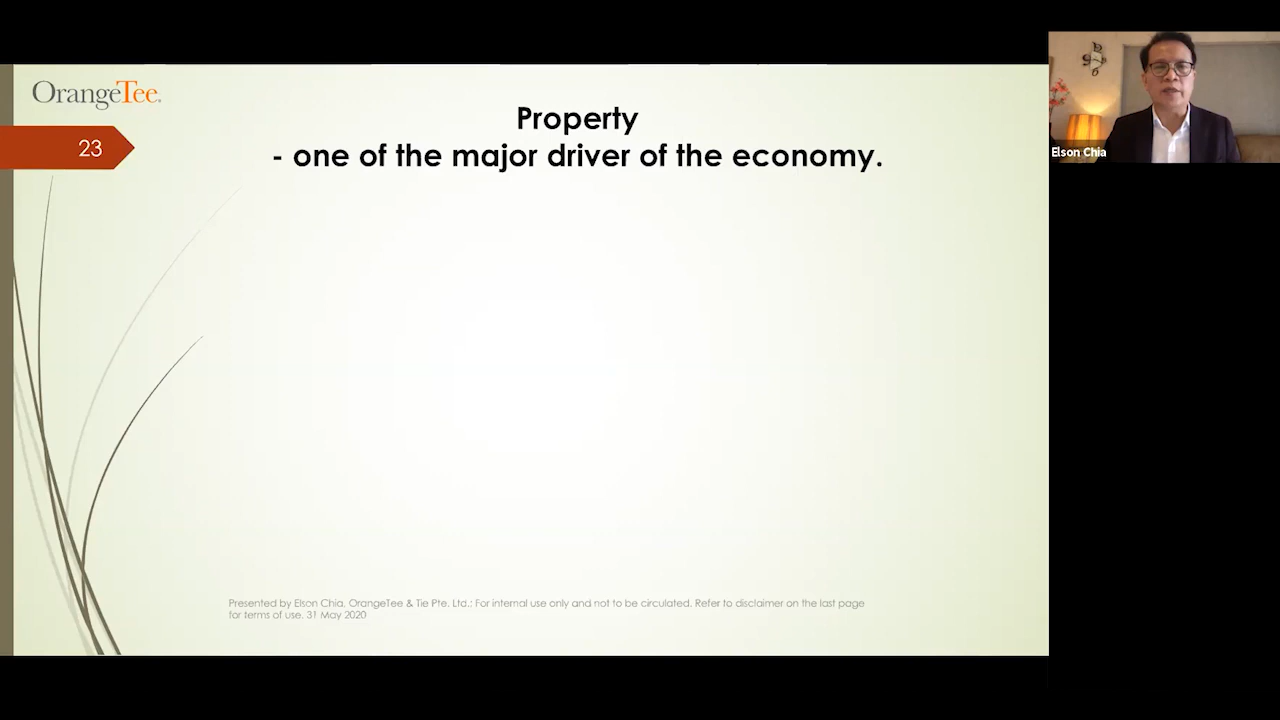 OrangeTee
23
Property
- one of the major driver of the economy.
Elson Chia
Presented by Elson Chia, OrangeTee & Tie Pte. Ltd.; For internal use only and not to be circulated. Refer to disclaimer on the last page
for terms of use. 31 May 2020